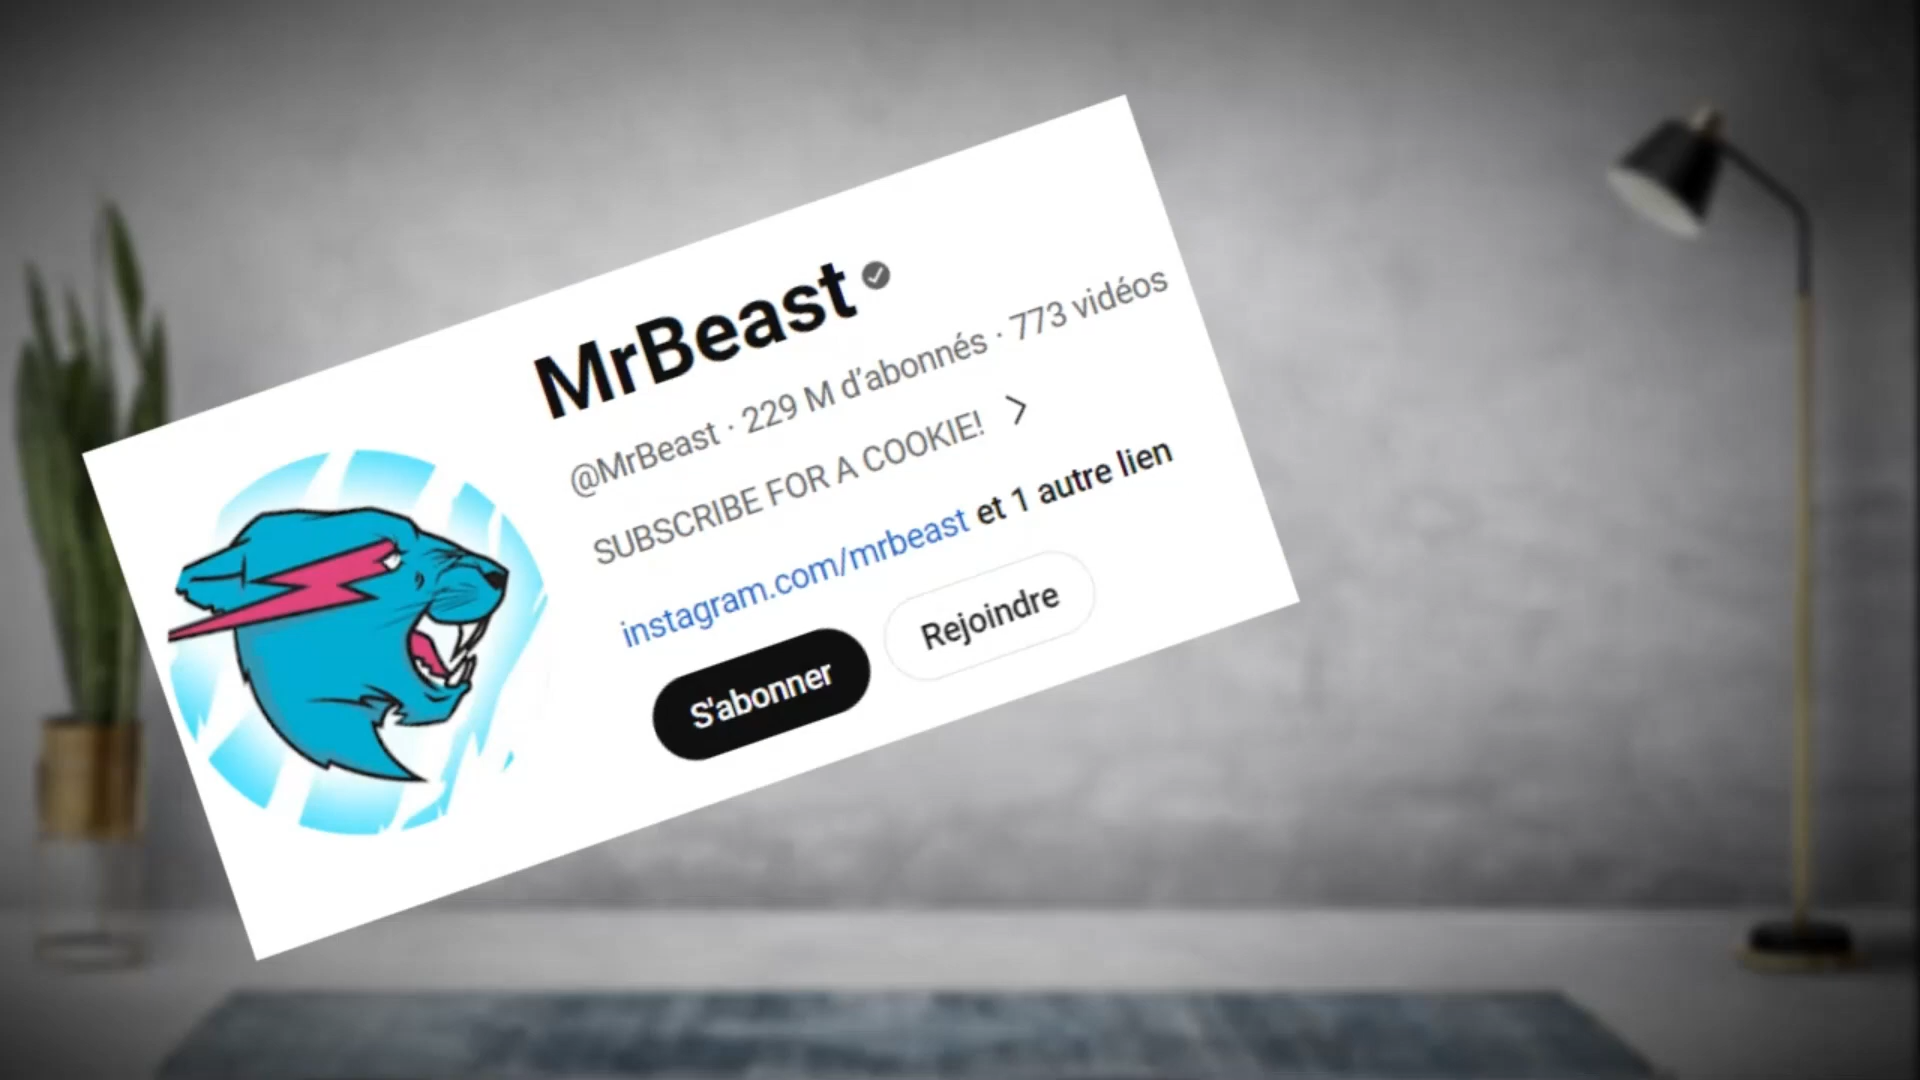 MrBeast
@MrBeast · 229 M d'abonnés · 773 vidéos
SUBSCRIBE FOR A COOKIE!
instagram.com/mrbeast et 1 autre lien
S'abonner
Rejoindre